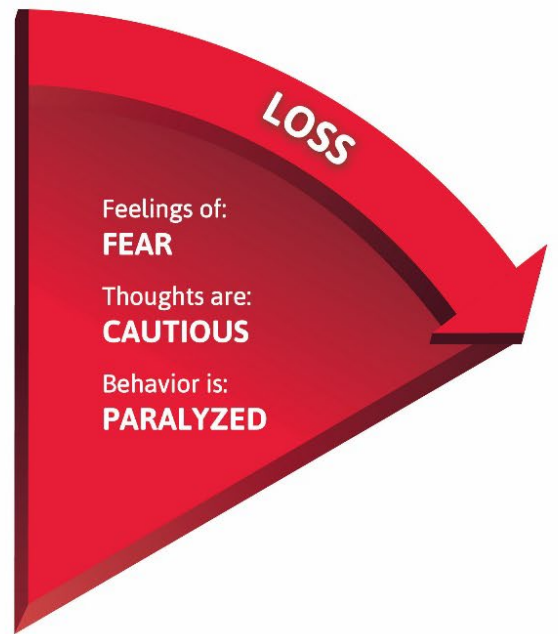 LOSS
Feelings of:
FEAR
Thoughts are:
CAUTIOUS
Behavior is:
PARALYZED